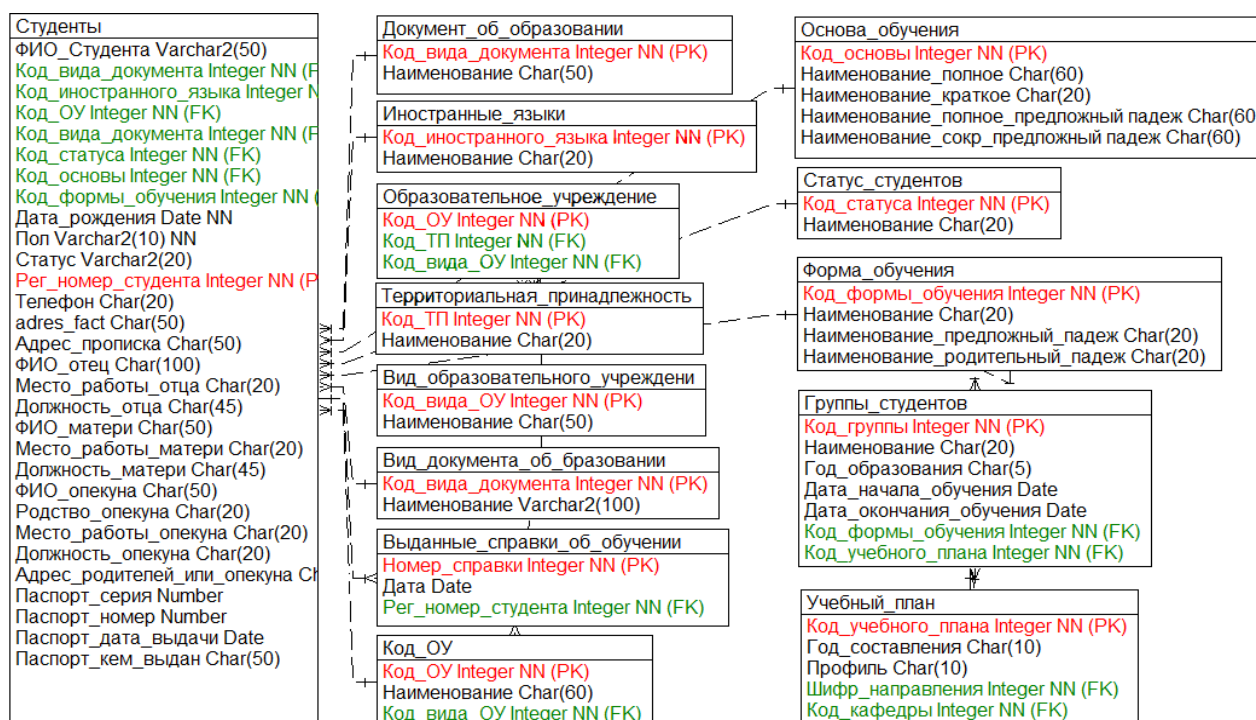 Студенты
ФИО_Студента Varchar2(50)
Код_вида_документа Integer NN (F
Код_иностранного_языка Integer N
Код_ОУ Integer NN (FK)
Код_вида_документа Integer NN (F
Код_статуса Integer NN (FK)
Код_основы Integer NN (FK)
Код_формы_обучения Integer NN (
Дата_рождения Date NN
Пол Varchar2(10) NN
Статус Varchar2(20)
Рег_номер_студента Integer NN (P
Телефон Char(20)
adres_fact Char(50)
Адрес_прописка Char(50)
ФИО_отец Char(100)
Место_работы_отца Char(20)
Должность_отца Char(45)
ФИО_матери Char(50)
Место_работы_матери Char(20)
Должность_матери Char(45)
ФИО_опекуна Char(50)
Родство_опекуна Char(20)
Место_работы_опекуна Char(20)
Должность_опекуна Char(20)
Адрес_родителей_или_опекуна Ch
Паспорт_серия Number
Паспорт_номер Number
Паспорт_дата_выдачи Date
Паспорт_кем_выдан Char(50)
Документ_об_образовании
Код_вида_документа Integer NN (PK)
Наименование Char(50)
Иностранные_языки
Код_иностранного_языка Integer NN (PK)
Наименование Char(20)
Образовательное_учреждение
Код_ОУ Integer NN (PK)
Код_ТП Integer NN (FK)
Код_вида_ОУ Integer NN (FK)
Территориальная_принадлежность
Код_ТП Integer NN (PK)
Наименование Char(20)
Вид_образовательного_учреждени
Код_вида_ОУ Integer NN (PK)
Наименование Char(50)
Вид_документа_об_бразовании
Код_вида_документа Integer NN (PK)
Наименование Varchar2(100)
Выданные_справки_об_обучении
Номер_справки Integer NN (PK)
Дата Date
Рег_номер_студента Integer NN (FK)
Код_ОУ
Код_ОУ Integer NN (PK)
Наименование Char(60)
Код_вида_ОУ Integer NN (FK)
Основа_обучения
Код_основы Integer NN (PK)
Наименование_полное Char(60)
Наименование_краткое Char(20)
Наименование_полное_предложный падеж Char(60
Наименование_сокр_предложный падеж Char(60)
Статус_студентов
Код_статуса Integer NN (PK)
Наименование Char(20)
Форма_обучения
Код_формы_обучения Integer NN (PK)
Наименование Char(20)
Наименование_предложный_падеж Char(20)
Наименование_родительный_падеж Char(20)
Группы_студентов
Код_группы Integer NN (PK)
Наименование Char(20)
Год_образования Char(5)
Дата_начала_обучения Date
Дата_окончания_обучения Date
Код_формы_обучения Integer NN (FK)
Код_учебного_плана Integer NN (FK)
Учебный_план
Код_учебного_плана Integer NN (PK)
Год_составления Char(10)
Профиль Char(10)
Шифр_направления Integer NN (FK)
Код_кафедры Integer NN (FK)